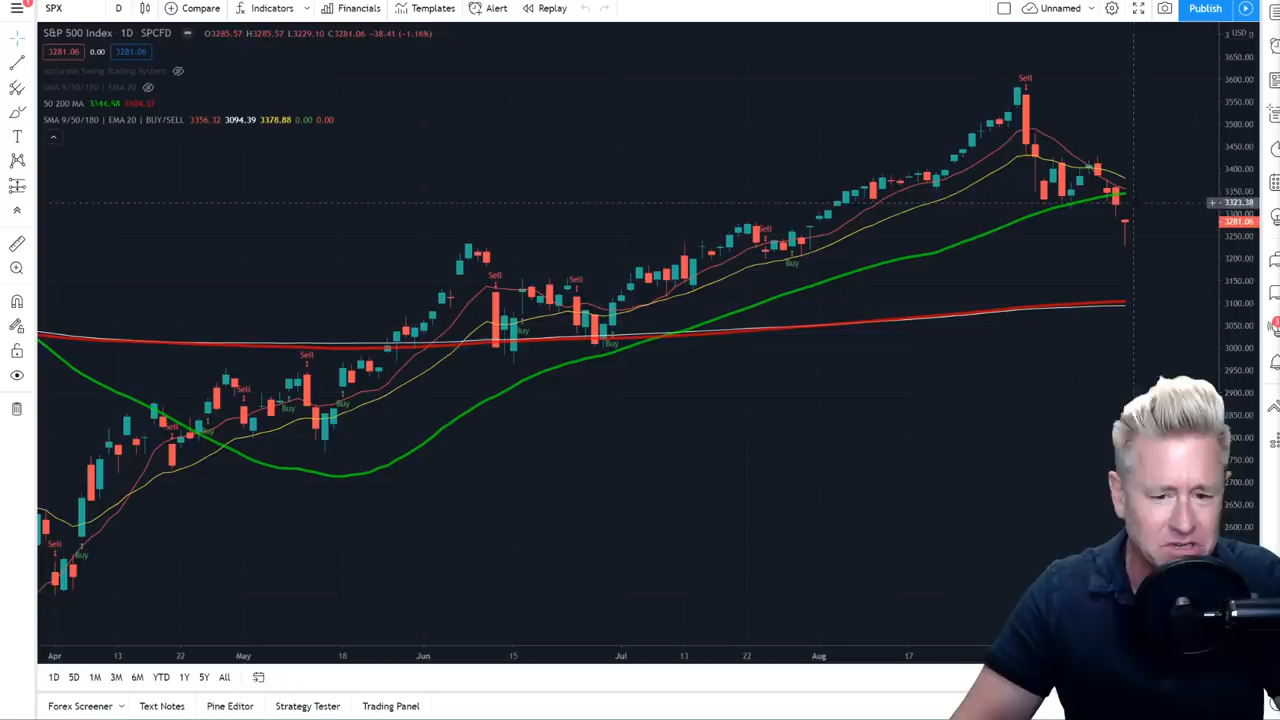 SPX D Compare Indicators Financials Templates Alert Replay Unnamed Publish
S&P 500 Index · 1D · SPCFD O3285.57 H3285.57 L3229.10 C3281.06 -38.41 (-1.16%)
3281.06 0.00 3281.06
Accurate Swing Trading System
SMA 9/50/180 | EMA 20
50 200 MA 3344.58 3104.37
SMA 9/50/180 | EMA 20 | BUY/SELL 3356.32 3094.39 3378.88 0.00 0.00
USD
3650.00
3600.00
3550.00
3500.00
3450.00
3400.00
3350.00
3323.38
3300.00
3281.06
3250.00
3200.00
3150.00
3100.00
3050.00
3000.00
2950.00
2900.00
2850.00
2800.00
2750.00
2700.00
2650.00
2600.00
Sell
Sell
Buy
Sell
Sell
Buy
Buy
Sell
Sell
Buy
Buy
Sell
Buy
Sell
Buy
Apr 13 22 May 18 Jun 15 Jul 13 22 Aug 17
1D 5D 1M 3M 6M YTD 1Y 5Y All
Forex Screener Text Notes Pine Editor Strategy Tester Trading Panel